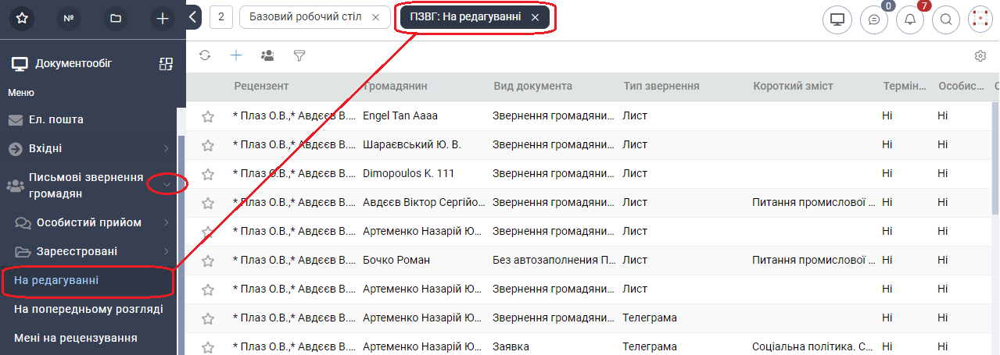 №
2
Базовий робочий стіл
ПЗВГ: На редагуванні
0
7
Документообіг
Меню
Ел. пошта
Вхідні
Письмові звернення
громадян
Особистий прийом
Зареєстровані
На редагуванні
На попередньому розгляді
Мені на рецензування
Рецензент Громадянин Вид документа Тип звернення Короткий зміст Термін... Особис...
* Плаз О.В.,* Авдєєв В.... Engel Tan Aaaa Звернення громадяни... Лист Ні Ні
* Плаз О.В.,* Авдєєв В.... Шараєвський Ю. В. Звернення громадяни... Лист Ні Ні
* Плаз О.В.,* Авдєєв В.... Dimopoulos K. 111 Звернення громадяни... Лист Ні Ні
* Плаз О.В.,* Авдєєв В.... Авдєєв Віктор Сергійо... Звернення громадяни... Лист Питання промислової ... Ні Ні
* Плаз О.В.,* Авдєєв В.... Артеменко Назарій Ю... Звернення громадяни... Лист Ні Ні
* Плаз О.В.,* Авдєєв В.... Бочко Роман Без автозаполнения П... Лист Питання промислової ... Ні Ні
* Плаз О.В.,* Авдєєв В.... Артеменко Назарій Ю... Звернення громадяни... Лист Ні Ні
* Плаз О.В.,* Авдєєв В.... Артеменко Назарій Ю... Звернення громадяни... Телеграма Ні Ні
* Плаз О.В.,* Авдєєв В.... Артеменко Назарій Ю... Заявка Телеграма Соціальна політика. С... Ні Ні